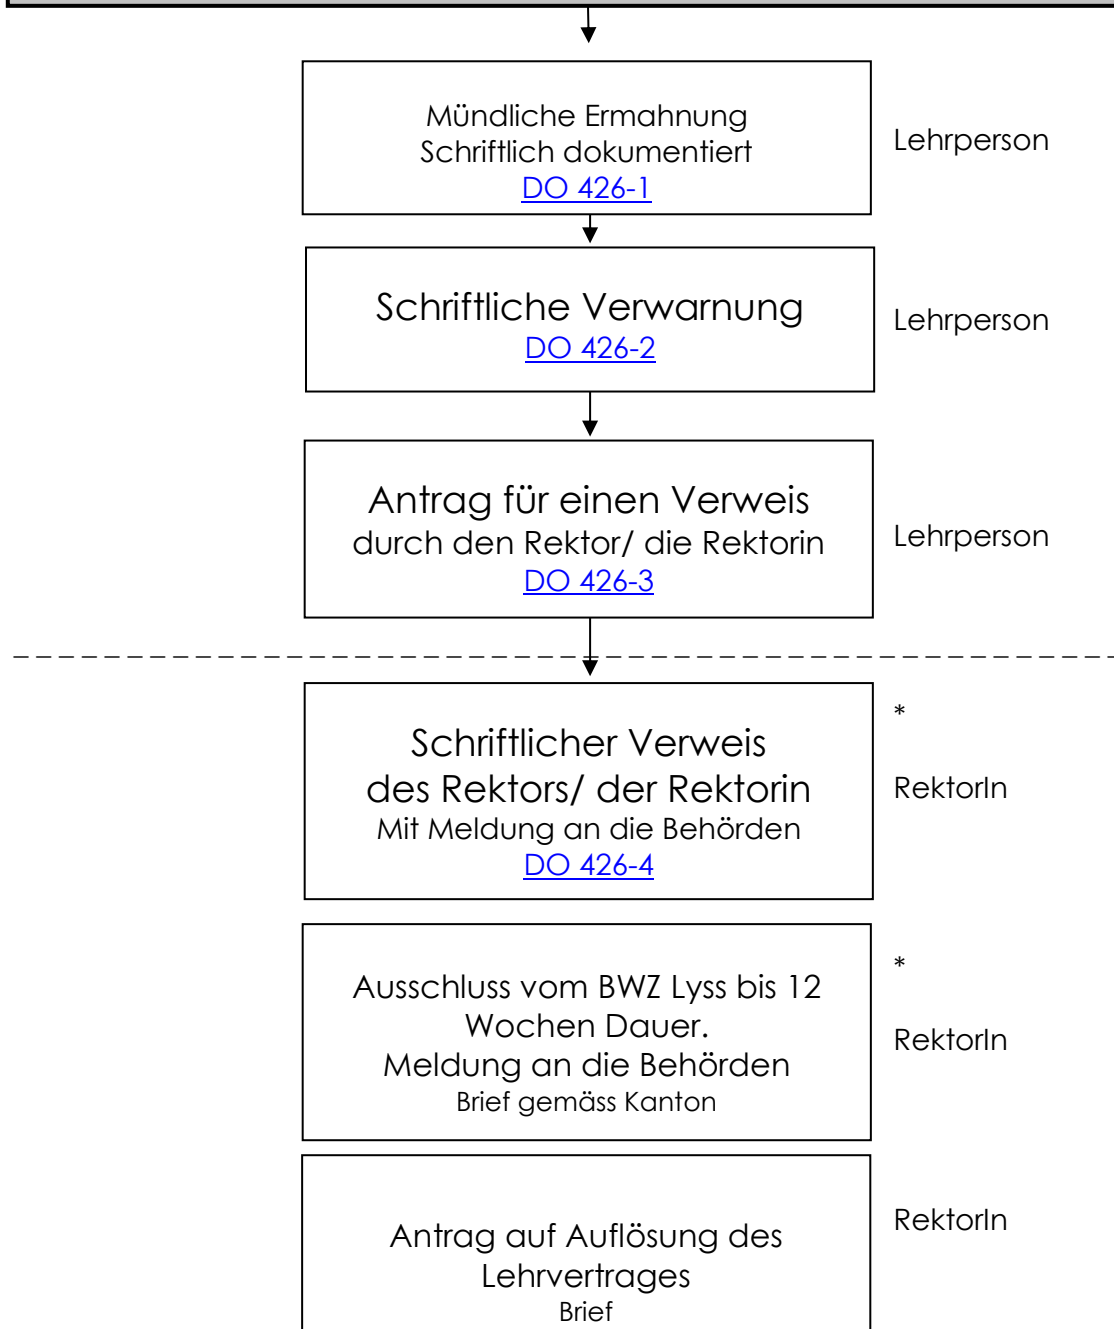 Mündliche Ermahnung
Schriftlich dokumentiert
DO 426-1
Lehrperson
Schriftliche Verwarnung
DO 426-2
Lehrperson
Antrag für einen Verweis
durch den Rektor/ die Rektorin
DO 426-3
Lehrperson
Schriftlicher Verweis
des Rektors/ der Rektorin
Mit Meldung an die Behörden
DO 426-4
*
RektorIn
Ausschluss vom BWZ Lyss bis 12
Wochen Dauer.
Meldung an die Behörden
Brief gemäss Kanton
*
RektorIn
Antrag auf Auflösung des
Lehrvertrages
Brief
RektorIn